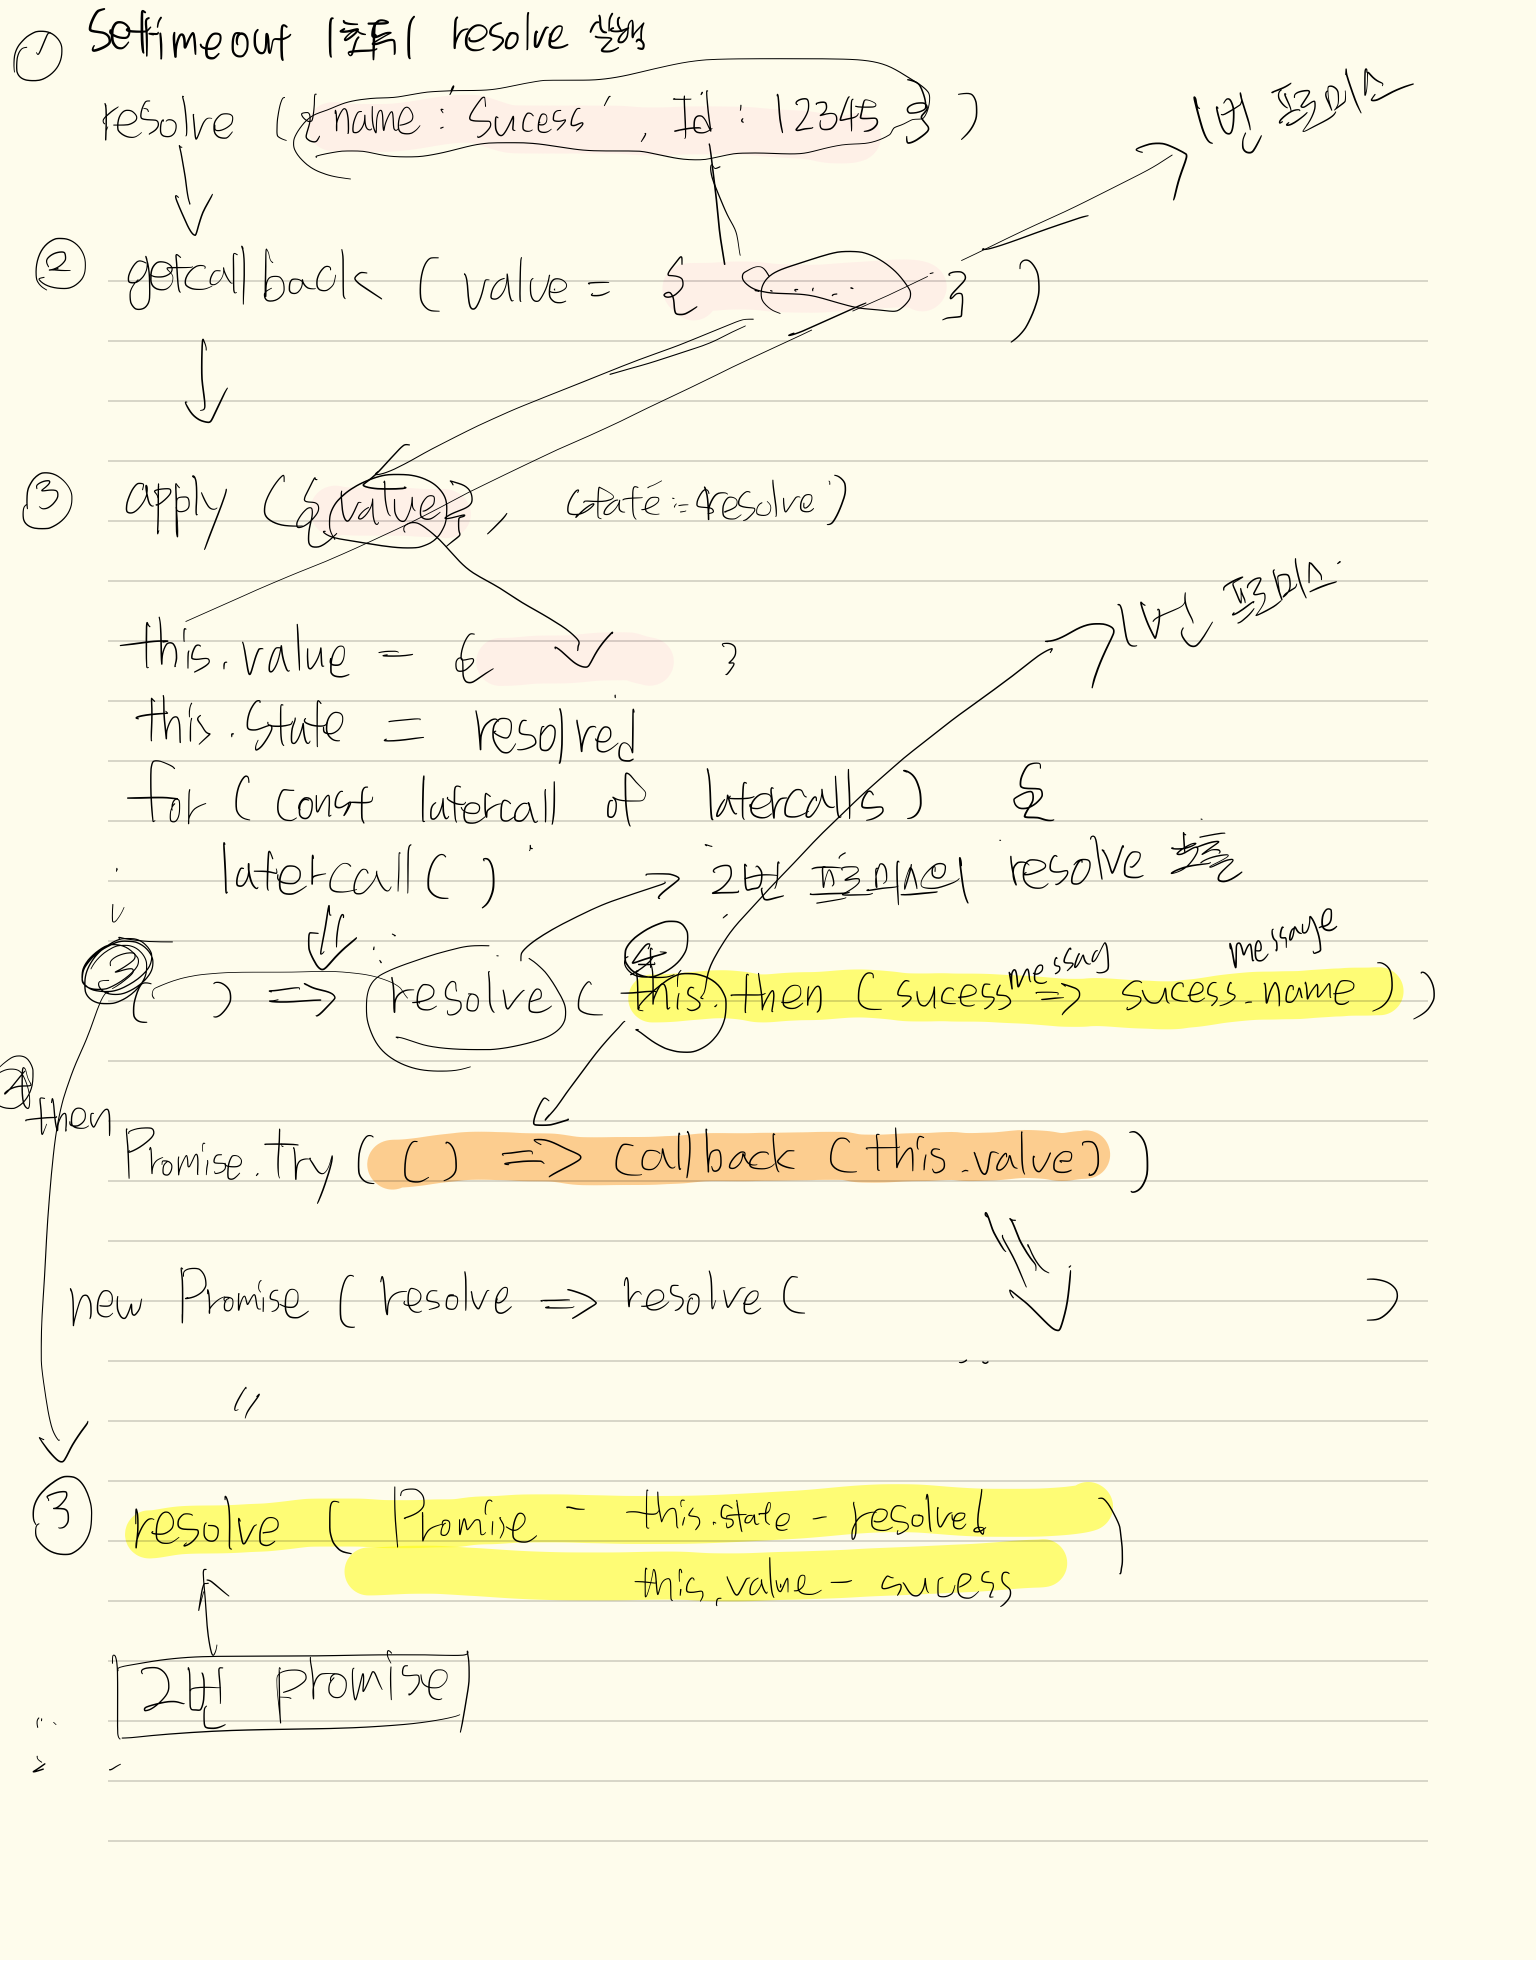 ① Settimeout 1초뒤 resolve 실행
resolve ({name : 'Sucess', Id : 12345 })
1번 프로미스
② getcallback ( value = { ..... } )
③ apply ({value}, state = resolve)
1번 프로미스
this.value = { }
this.state = resolved
for ( const latercall of latercalls ) {
latercall ( )
2번 프로미스의 resolve 호출
③ ④ messag message
( ) => resolve ( this.then ( sucess => sucess.name ) )
④ then
Promise.try ( ( ) => callback ( this.value ) )
new Promise ( resolve => resolve ( )
"
③ resolve ( Promise - this.state - resolved )
this.value - sucess
2번 promise